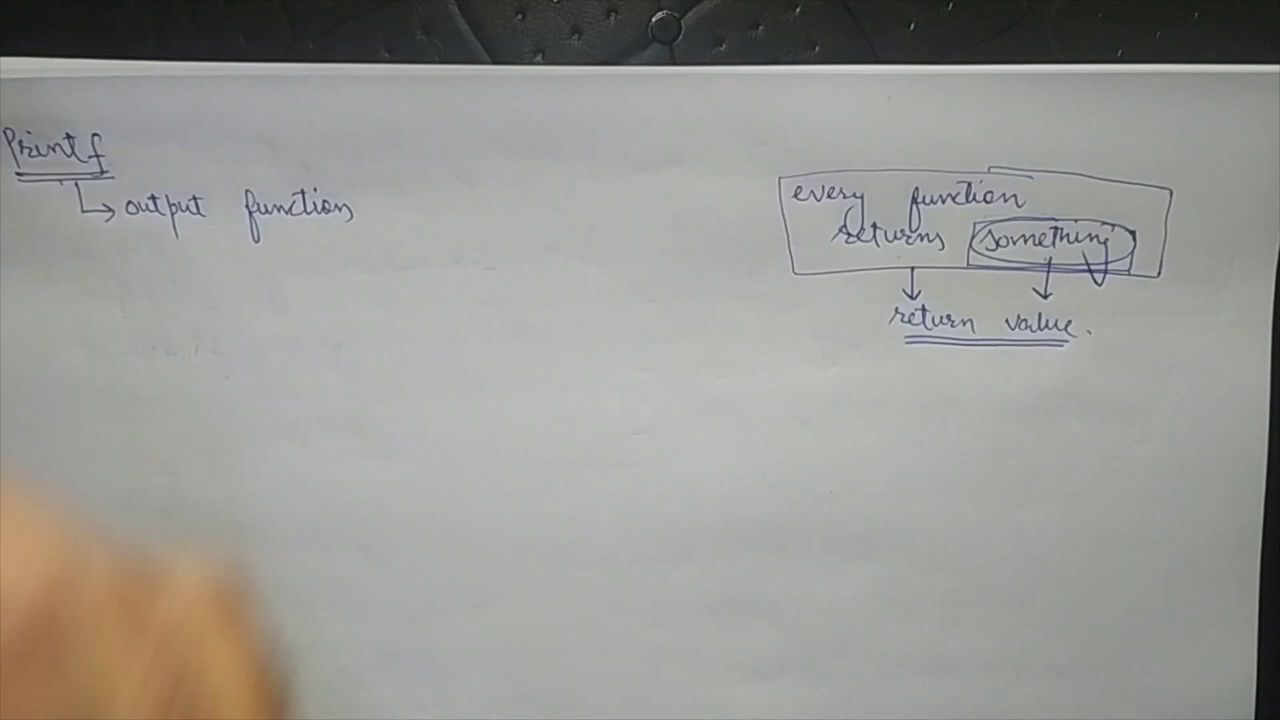 Printf
output function
every function
returns something
return value.